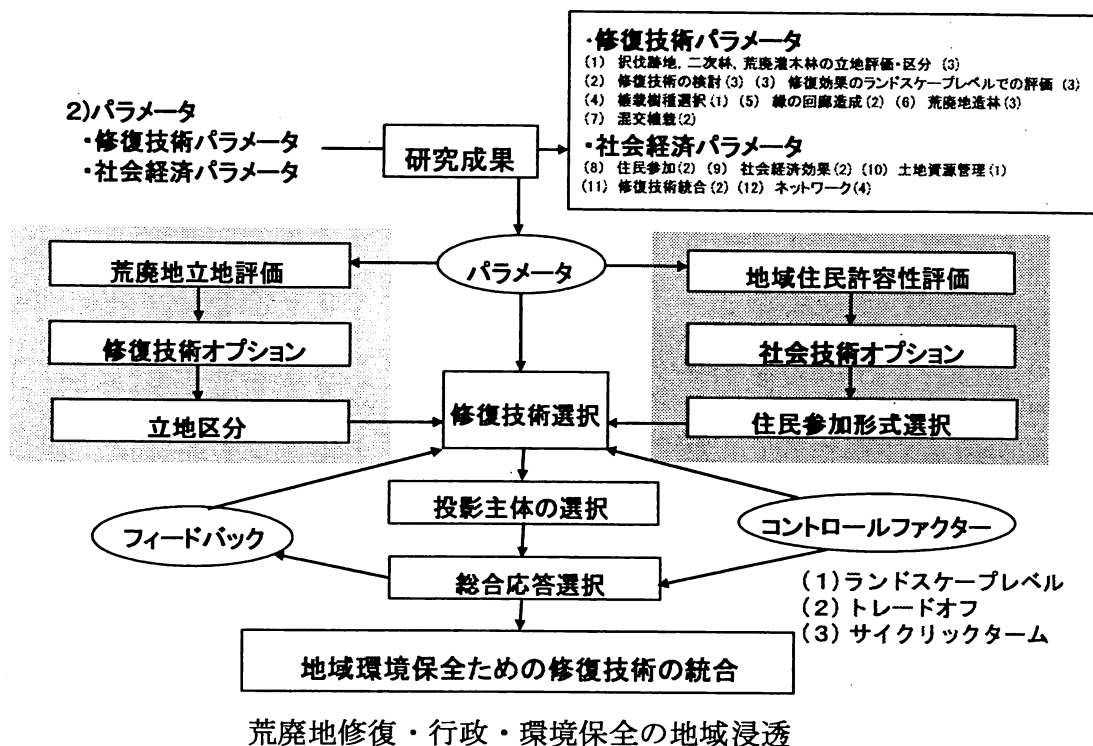 ・修復技術パラメータ
(1) 択伐跡地、二次林、荒廃灌木林の立地評価・区分 (3)
(2) 修復技術の検討(3) (3) 修復効果のランドスケープレベルでの評価 (3)
(4) 植栽樹種選択(1) (5) 緑の回廊造成(2) (6) 荒廃地造林(3)
(7) 混交植栽(2)
・社会経済パラメータ
(8) 住民参加(2) (9) 社会経済効果(2) (10) 土地資源管理(1)
(11) 修復技術統合(2) (12) ネットワーク(4)
2)パラメータ
・修復技術パラメータ
・社会経済パラメータ
研究成果
パラメータ
荒廃地立地評価
修復技術オプション
立地区分
地域住民許容性評価
社会技術オプション
住民参加形式選択
修復技術選択
投影主体の選択
総合応答選択
フィードバック
コントロールファクター
(1)ランドスケープレベル
(2)トレードオフ
(3)サイクリックターム
地域環境保全ための修復技術の統合
荒廃地修復・行政・環境保全の地域浸透